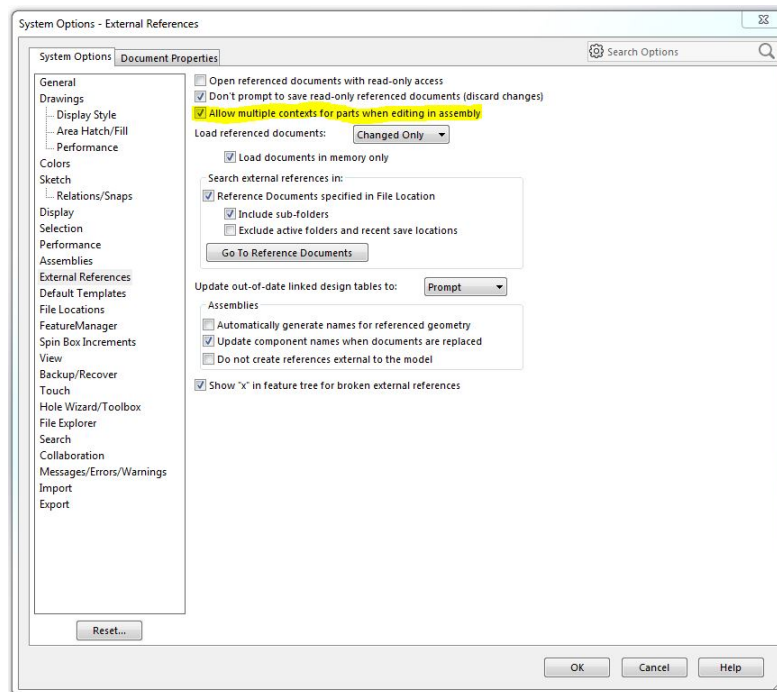 System Options - External References
System Options
Document Properties
Search Options
General
Drawings
Display Style
Area Hatch/Fill
Performance
Colors
Sketch
Relations/Snaps
Display
Selection
Performance
Assemblies
External References
Default Templates
File Locations
FeatureManager
Spin Box Increments
View
Backup/Recover
Touch
Hole Wizard/Toolbox
File Explorer
Search
Collaboration
Messages/Errors/Warnings
Import
Export
Reset...
Open referenced documents with read-only access
Don't prompt to save read-only referenced documents (discard changes)
Allow multiple contexts for parts when editing in assembly
Load referenced documents: Changed Only
Load documents in memory only
Search external references in:
Reference Documents specified in File Location
Include sub-folders
Exclude active folders and recent save locations
Go To Reference Documents
Update out-of-date linked design tables to: Prompt
Assemblies
Automatically generate names for referenced geometry
Update component names when documents are replaced
Do not create references external to the model
Show "x" in feature tree for broken external references
OK
Cancel
Help